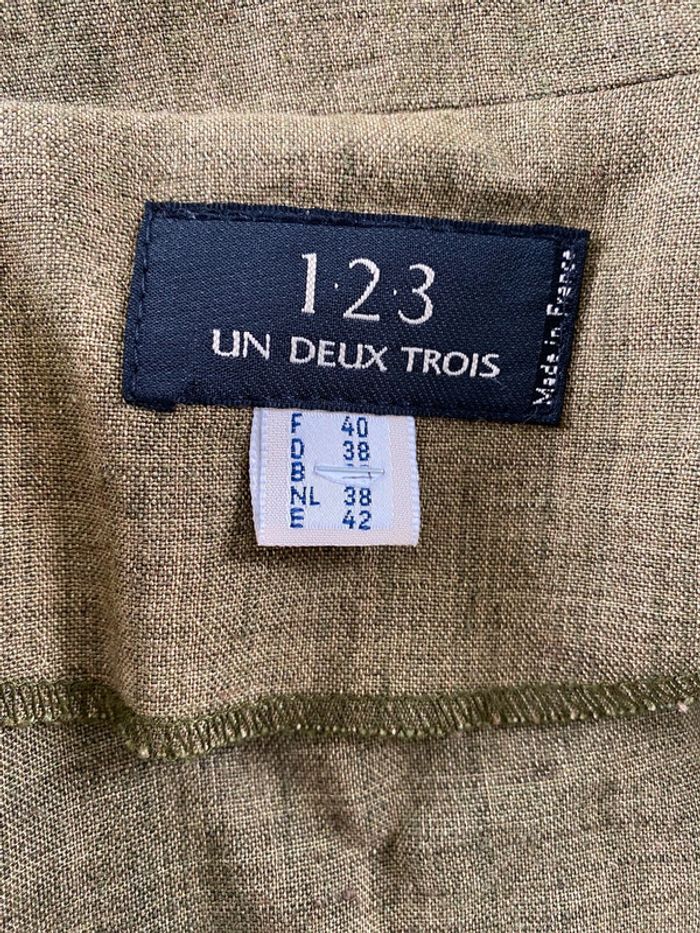 1·2·3
UN DEUX TROIS
Made in France
F 40
D 38
B
NL 38
E 42